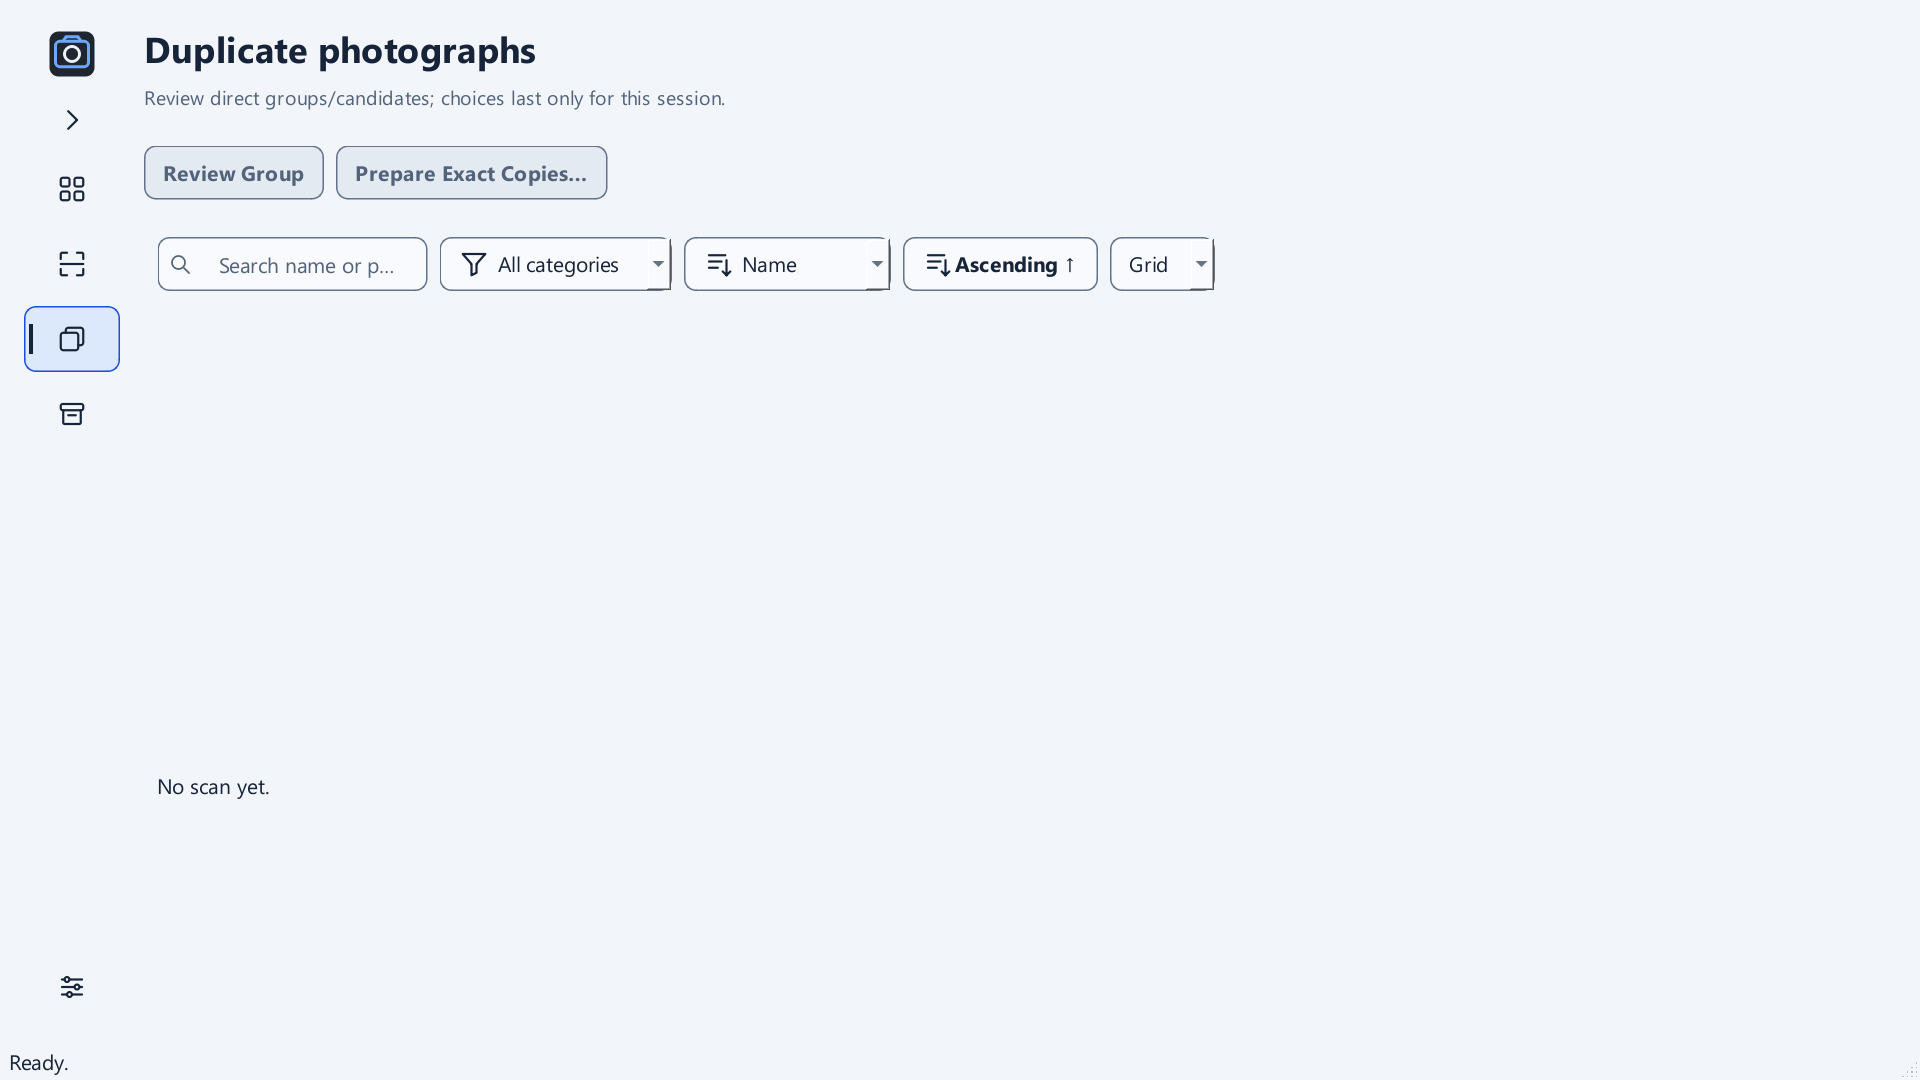 Duplicate photographs
Review direct groups/candidates; choices last only for this session.
Review Group
Prepare Exact Copies...
Search name or p...
All categories
Name
Ascending ↑
Grid
No scan yet.
Ready.